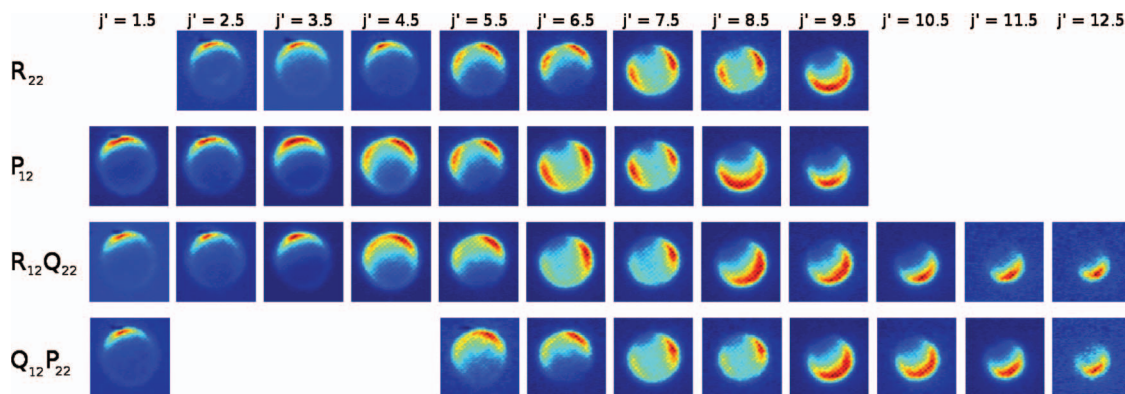 j' = 1.5 j' = 2.5 j' = 3.5 j' = 4.5 j' = 5.5 j' = 6.5 j' = 7.5 j' = 8.5 j' = 9.5 j' = 10.5 j' = 11.5 j' = 12.5
R₂₂
P₁₂
R₁₂Q₂₂
Q₁₂P₂₂